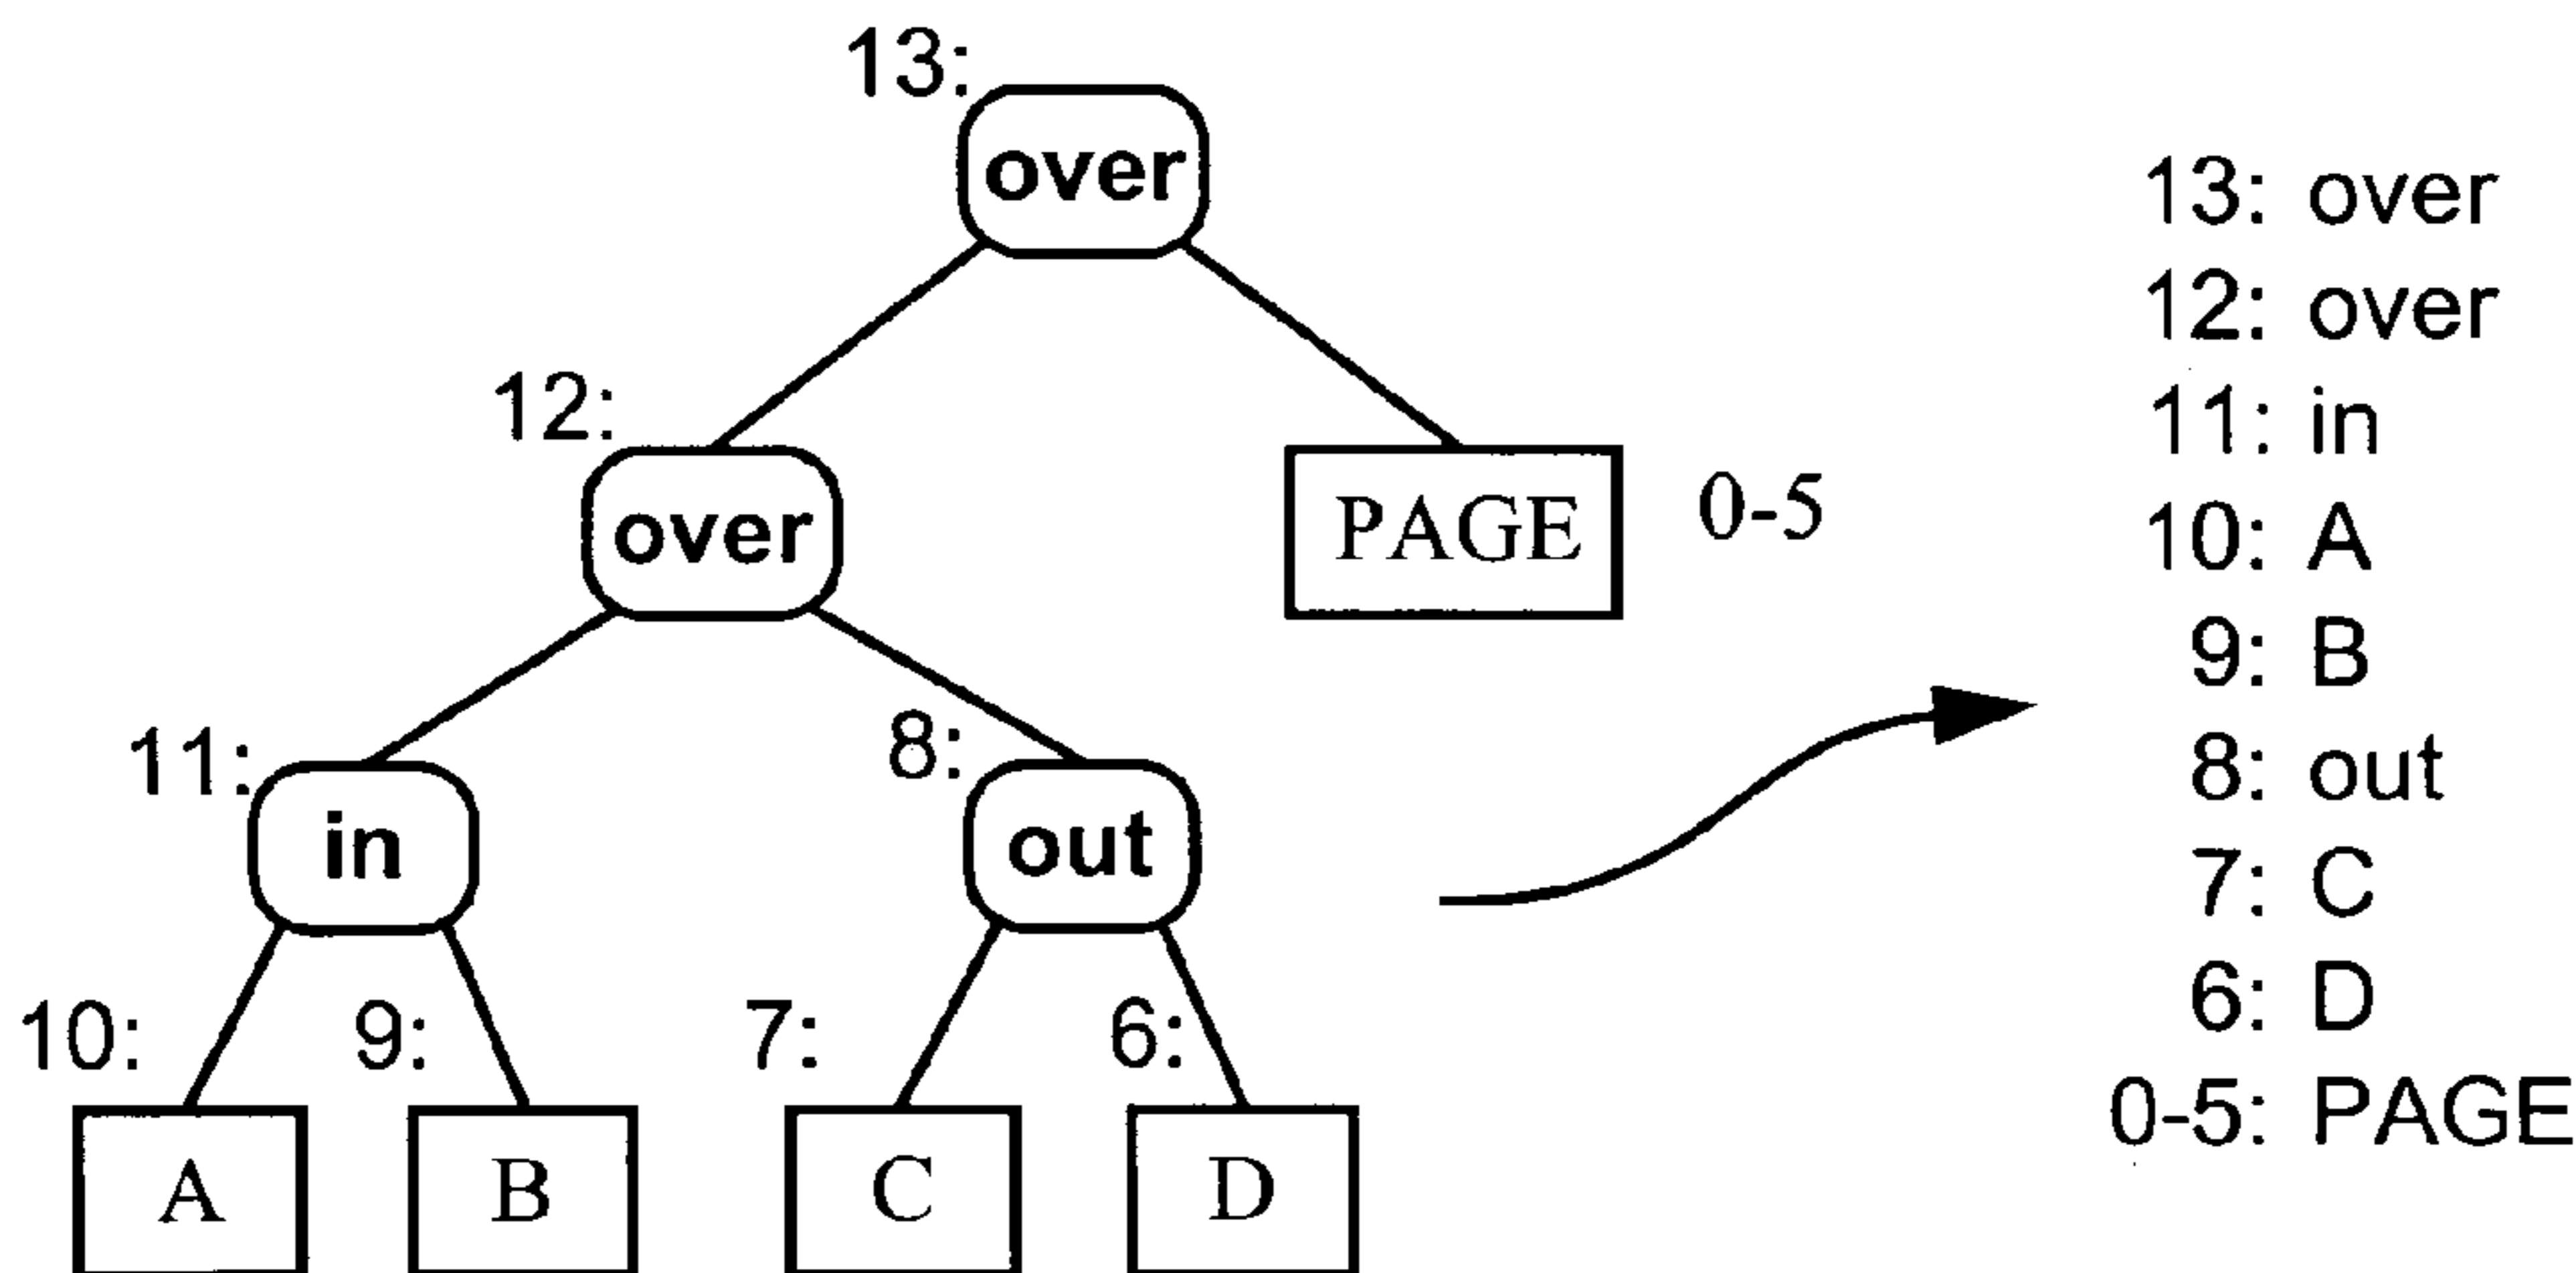 13:
over
12:
over
PAGE 0-5
11:
in
8:
out
10:
9:
7:
6:
A
B
C
D
13: over
12: over
11: in
10: A
9: B
8: out
7: C
6: D
0-5: PAGE